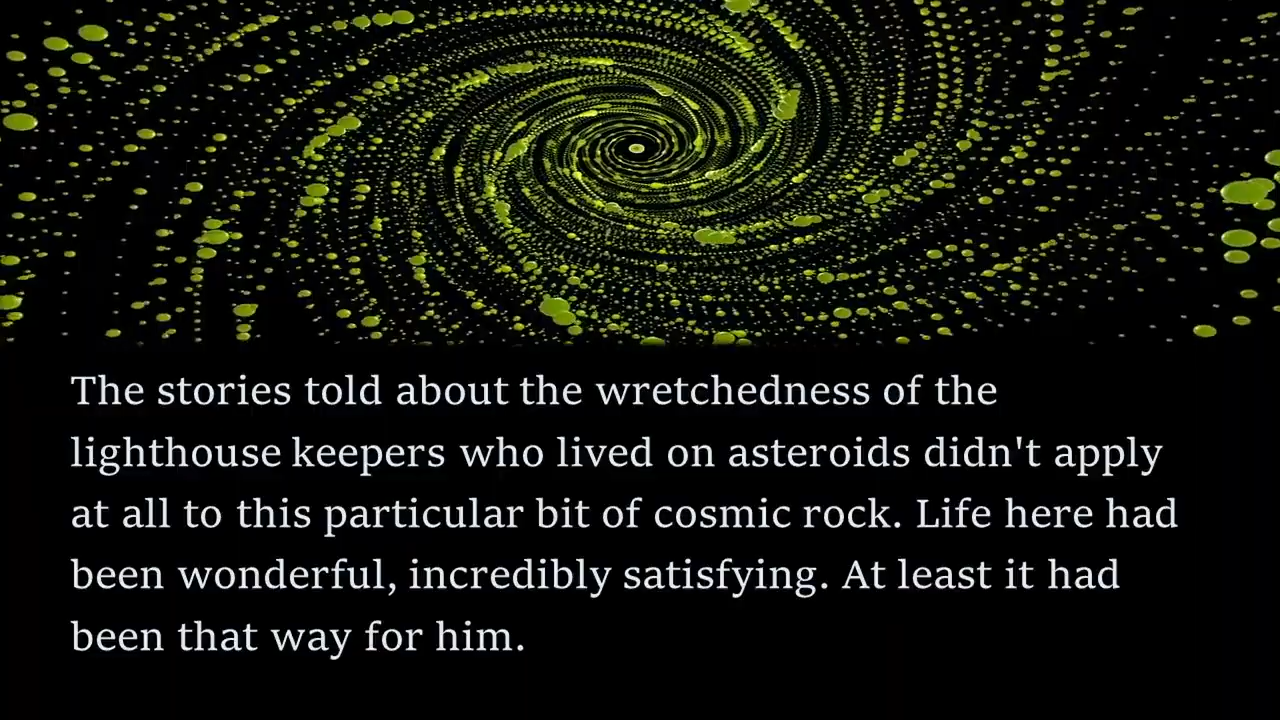 The stories told about the wretchedness of the
lighthouse keepers who lived on asteroids didn't apply
at all to this particular bit of cosmic rock. Life here had
been wonderful, incredibly satisfying. At least it had
been that way for him.